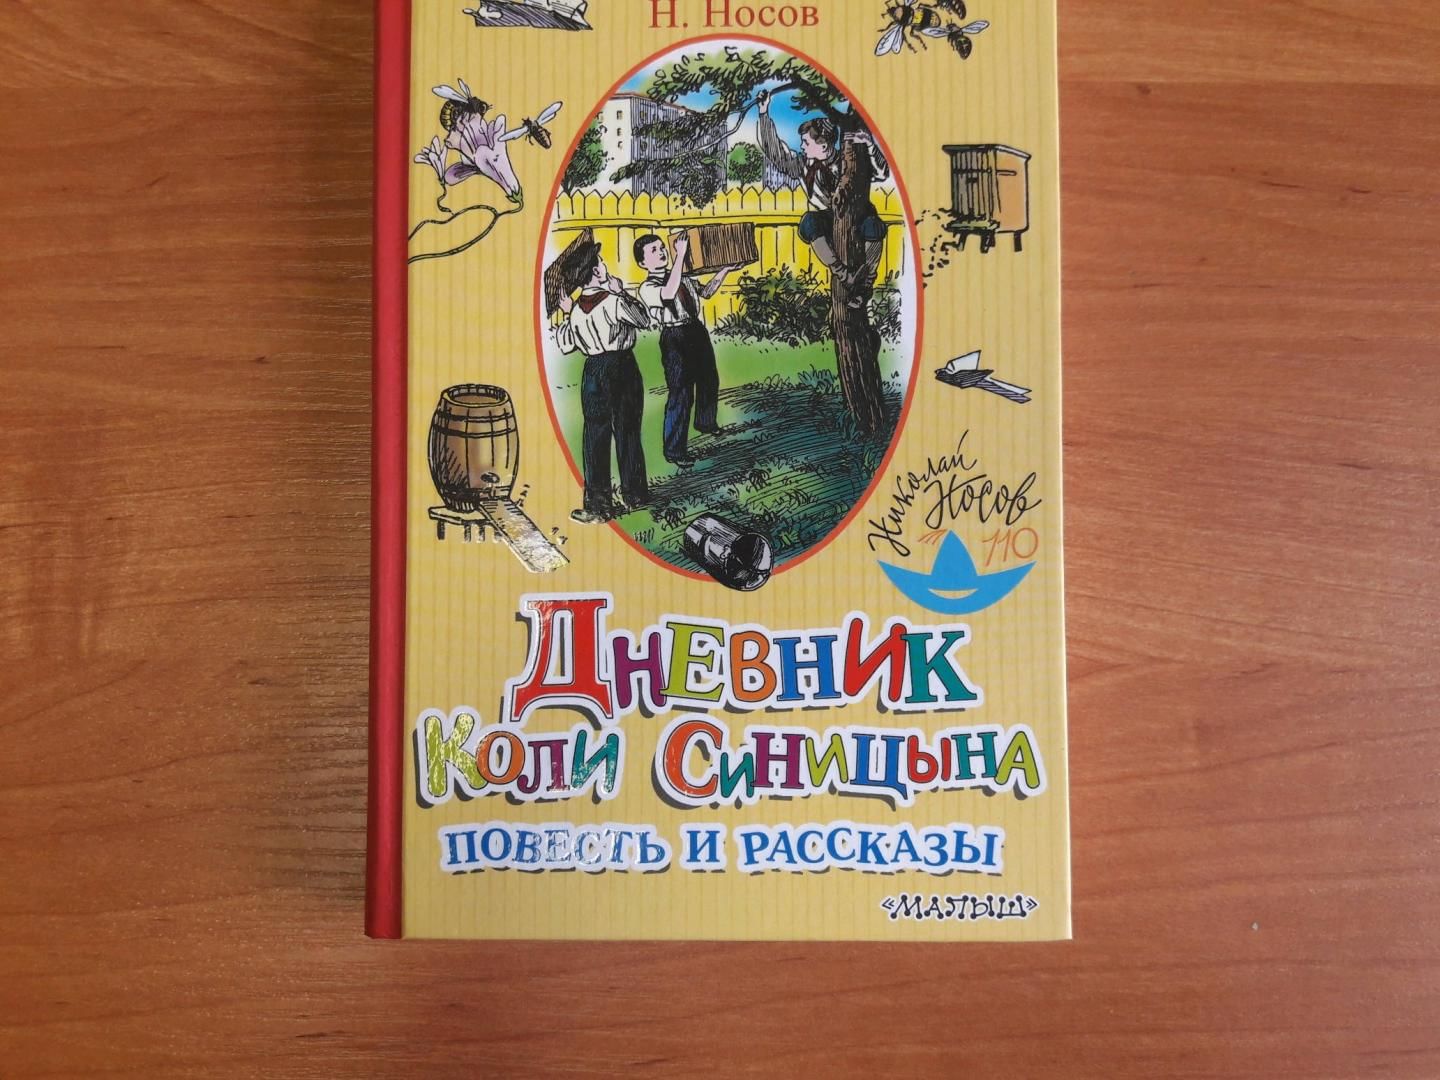 Н. Носов
Николай
Носов
110
Дневник
Коли Синицына
повесть и рассказы
«МАЛЫШ»